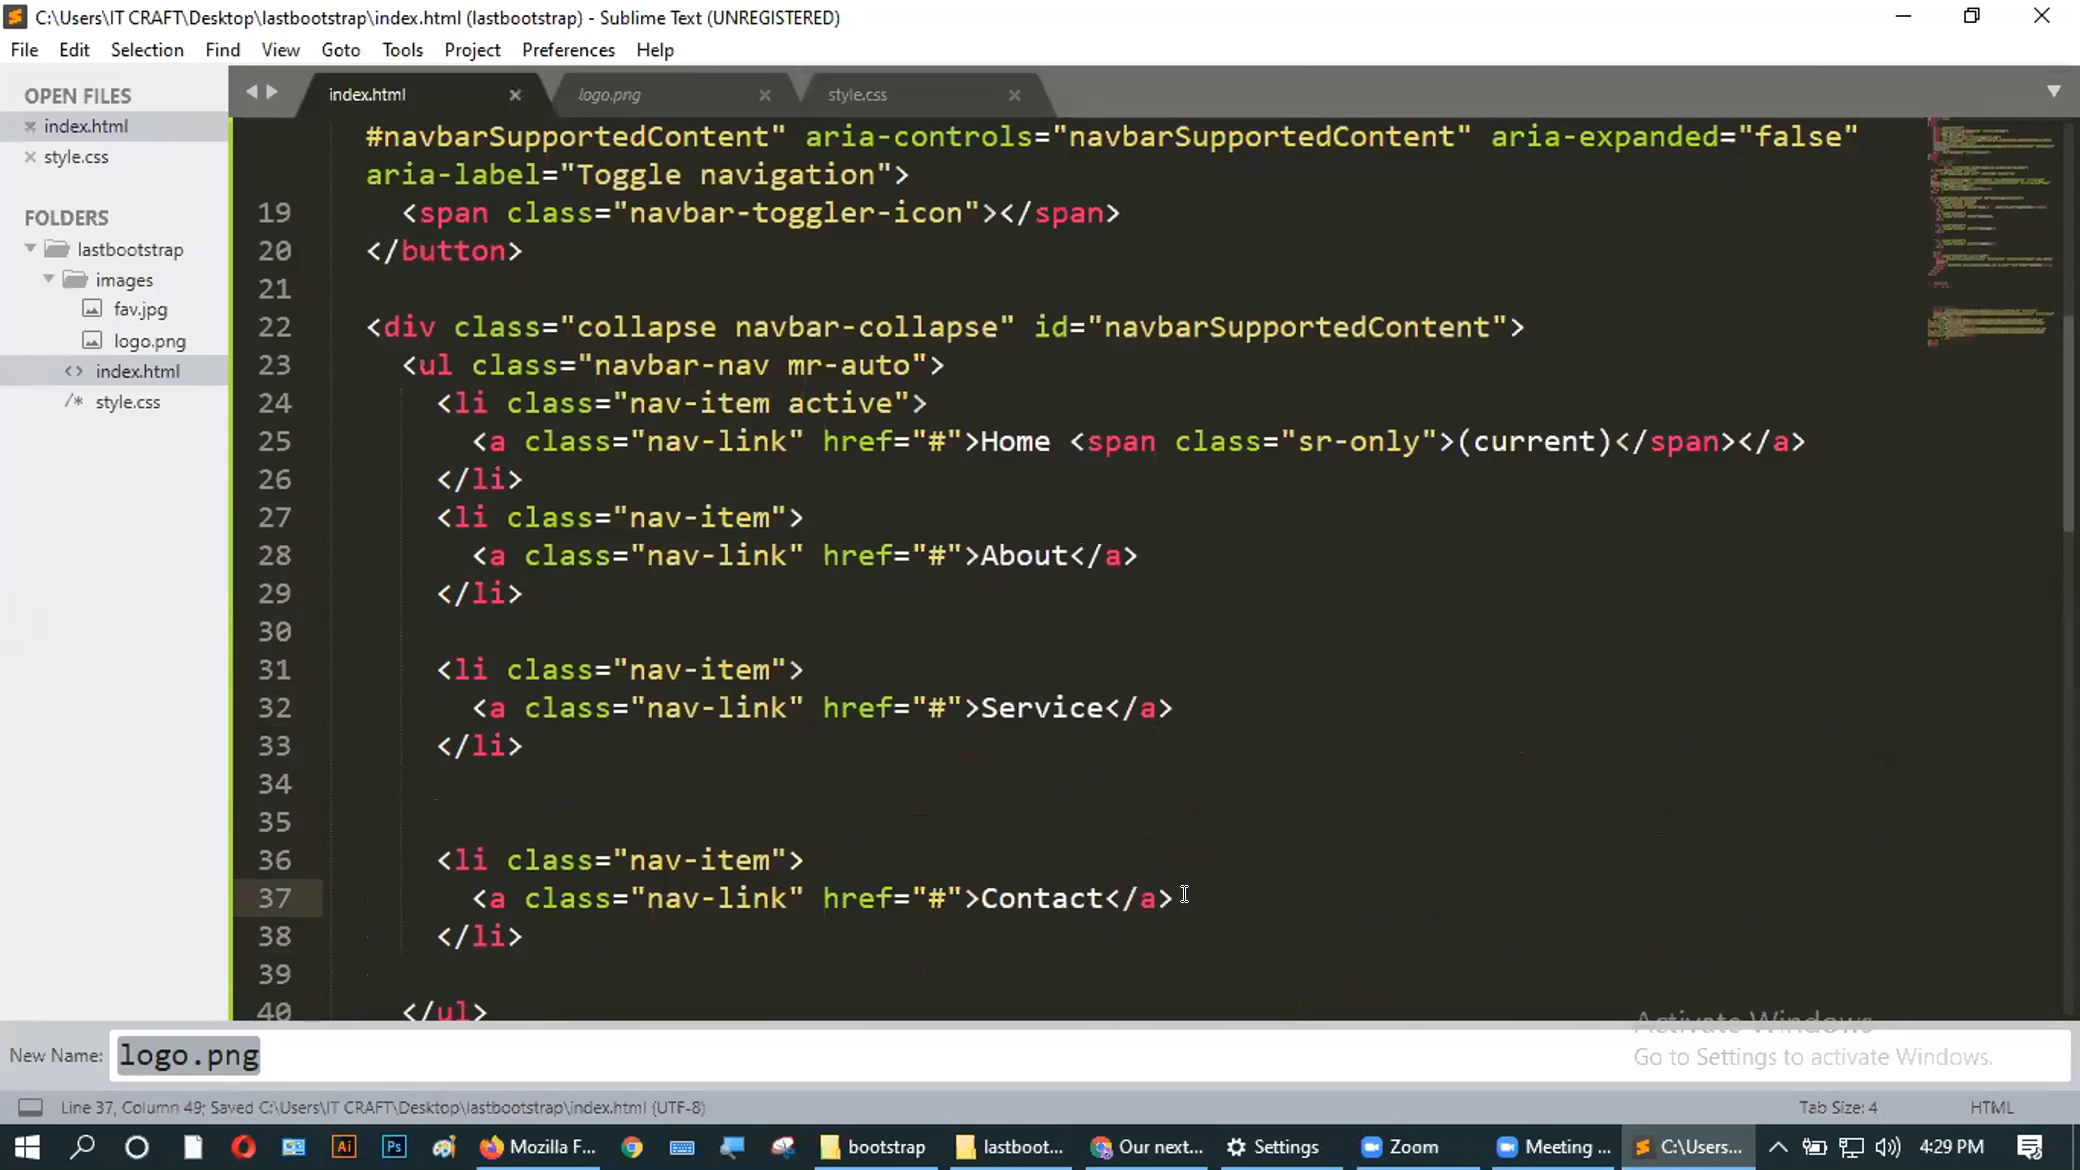 C:\Users\IT CRAFT\Desktop\lastbootstrap\index.html (lastbootstrap) - Sublime Text (UNREGISTERED)
File Edit Selection Find View Goto Tools Project Preferences Help
OPEN FILES
index.html
style.css
FOLDERS
lastbootstrap
images
fav.jpg
logo.png
index.html
style.css
index.html logo.png style.css
#navbarSupportedContent" aria-controls="navbarSupportedContent" aria-expanded="false"
aria-label="Toggle navigation">
19 <span class="navbar-toggler-icon"></span>
20 </button>
21
22 <div class="collapse navbar-collapse" id="navbarSupportedContent">
23 <ul class="navbar-nav mr-auto">
24 <li class="nav-item active">
25 <a class="nav-link" href="#">Home <span class="sr-only">(current)</span></a>
26 </li>
27 <li class="nav-item">
28 <a class="nav-link" href="#">About</a>
29 </li>
30
31 <li class="nav-item">
32 <a class="nav-link" href="#">Service</a>
33 </li>
34
35
36 <li class="nav-item">
37 <a class="nav-link" href="#">Contact</a>
38 </li>
39
40 </ul>
Activate Windows
Go to Settings to activate Windows.
New Name: logo.png
Line 37, Column 49; Saved C:\Users\IT CRAFT\Desktop\lastbootstrap\index.html (UTF-8) Tab Size: 4 HTML
Ai Ps Mozilla F... bootstrap lastboot... Our next... Settings Zoom Meeting ... C:\Users... 4:29 PM